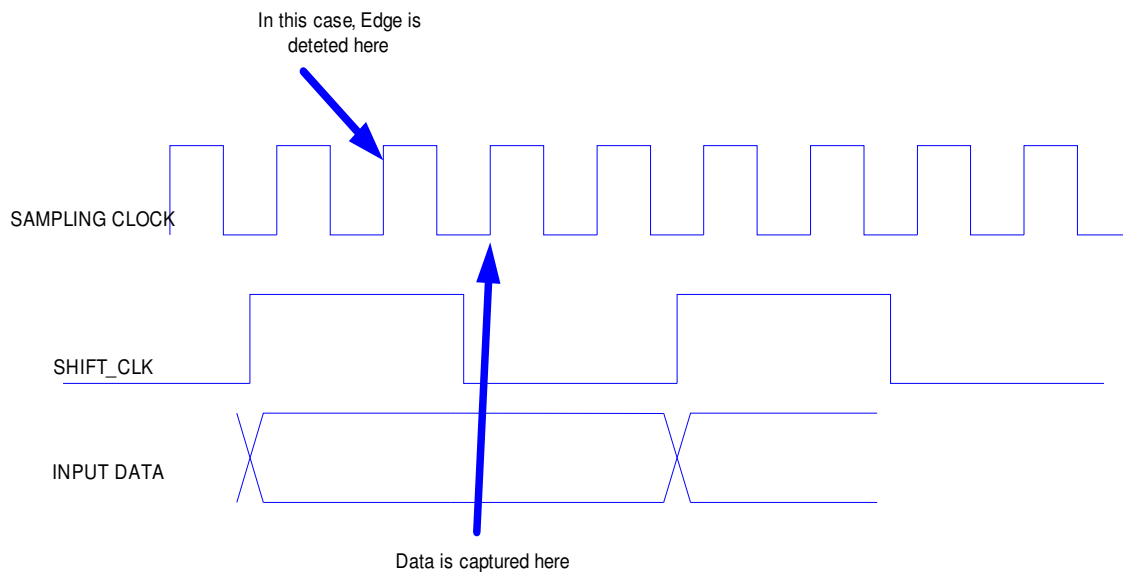 In this case, Edge is
deteted here
SAMPLING CLOCK
SHIFT_CLK
INPUT DATA
Data is captured here